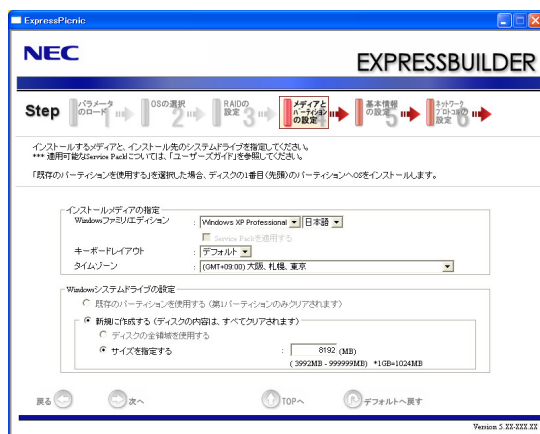 ExpressPicnic
NEC
EXPRESSBUILDER
Step パラメータのロード 1 OSの選択 2 RAIDの設定 3 メディアとパーティションの設定 4 基本情報の設定 5 ネットワークプロトコルの設定 6
インストールするメディアと、インストール先のシステムドライブを指定してください。
*** 適用可能なService Packについては、「ユーザーズガイド」を参照してください。
「既存のパーティションを使用する」を選択した場合、ディスクの1番目(先頭)のパーティションへOSをインストールします。
インストールメディアの指定
Windowsファミリ/エディション : Windows XP Professional 日本語
Service Packを適用する
キーボードレイアウト : デフォルト
タイムゾーン : (GMT+09:00) 大阪、札幌、東京
Windowsシステムドライブの設定
既存のパーティションを使用する (第1パーティションのみクリアされます)
新規に作成する (ディスクの内容は、すべてクリアされます)
ディスクの全領域を使用する
サイズを指定する : 8192 (MB)
(3992MB - 999999MB) *1GB=1024MB
戻る 次へ TOPへ デフォルトへ戻す
Version 5.XX-XXX.XX